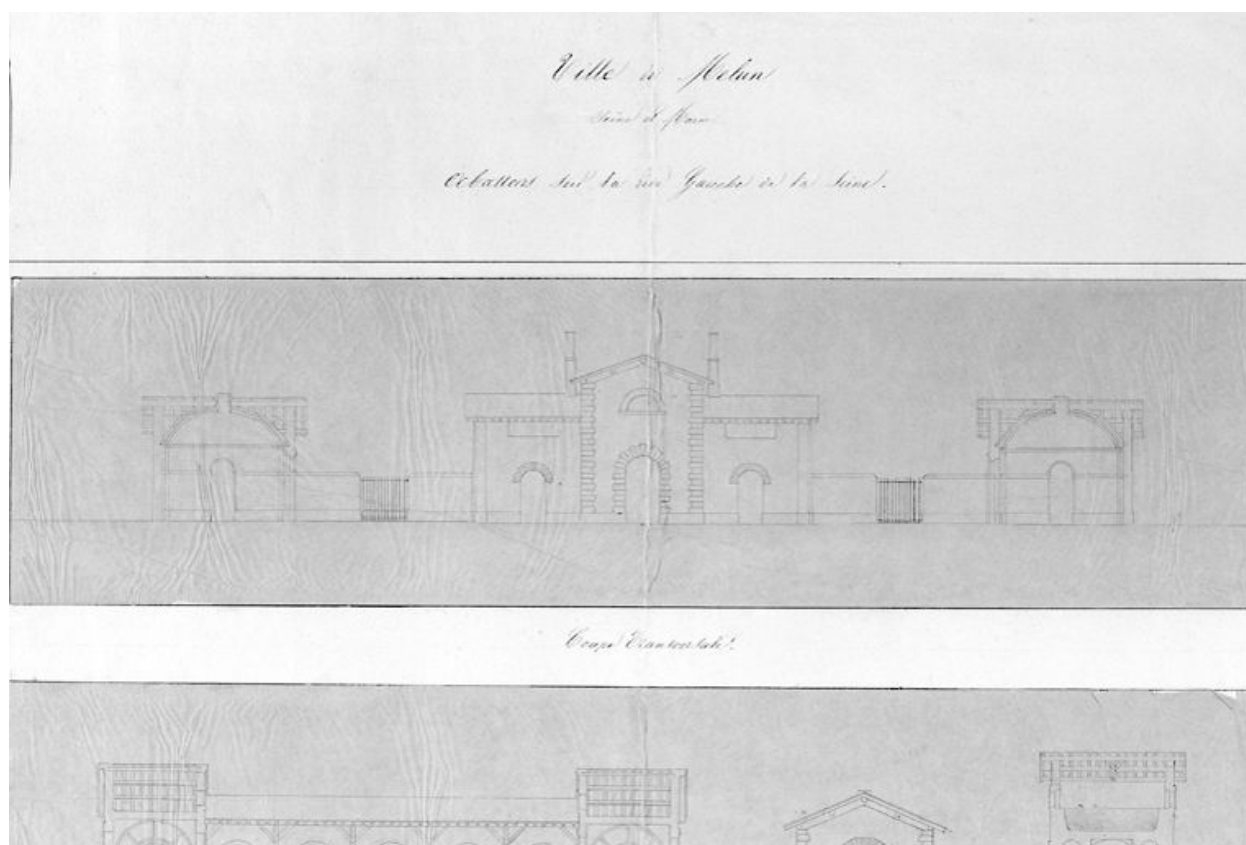 Ville de Melun
Seine et Marne
Abattoirs sur la rive Gauche de la Seine.
Coupe Transversale.